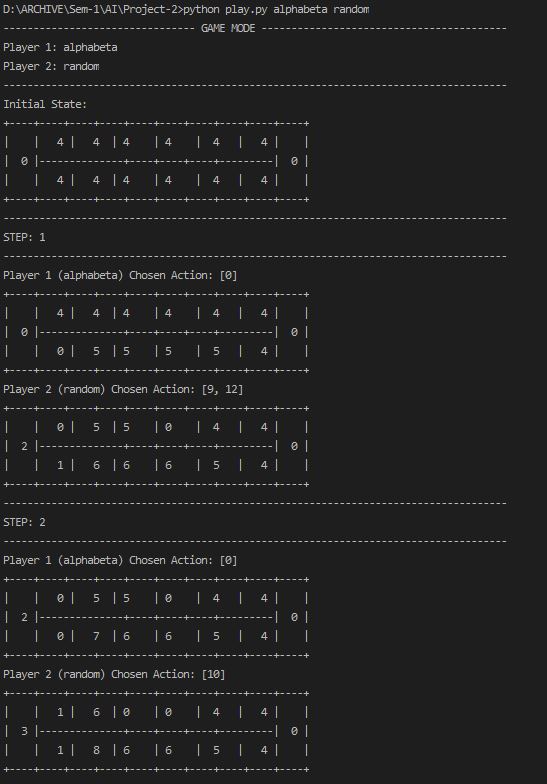 D:\ARCHIVE\Sem-1\AI\Project-2>python play.py alphabeta random
------------------------------ GAME MODE --------------------------------------
Player 1: alphabeta
Player 2: random
-------------------------------------------------------------------------------
Initial State:
+----+----+----+----+----+----+----+----+
|    |   4 |   4  | 4    | 4    |  4   |  4 |    |
|  0 |--------------+----+----+---------|  0 |
|    |   4 |   4  | 4    | 4    |  4   |  4 |    |
+----+----+----+----+----+----+----+----+
-------------------------------------------------------------------------------
STEP: 1
-------------------------------------------------------------------------------
Player 1 (alphabeta) Chosen Action: [0]
+----+----+----+----+----+----+----+----+
|    |   4 |   4  | 4    | 4    |  4   |  4 |    |
|  0 |--------------+----+----+---------|  0 |
|    |   0 |   5  | 5    | 5    |  5   |  4 |    |
+----+----+----+----+----+----+----+----+
Player 2 (random) Chosen Action: [9, 12]
+----+----+----+----+----+----+----+----+
|    |   0 |   5  | 5    | 0    |  4   |  4 |    |
|  2 |--------------+----+----+---------|  0 |
|    |   1 |   6  | 6    | 6    |  5   |  4 |    |
+----+----+----+----+----+----+----+----+
-------------------------------------------------------------------------------
STEP: 2
-------------------------------------------------------------------------------
Player 1 (alphabeta) Chosen Action: [0]
+----+----+----+----+----+----+----+----+
|    |   0 |   5  | 5    | 0    |  4   |  4 |    |
|  2 |--------------+----+----+---------|  0 |
|    |   0 |   7  | 6    | 6    |  5   |  4 |    |
+----+----+----+----+----+----+----+----+
Player 2 (random) Chosen Action: [10]
+----+----+----+----+----+----+----+----+
|    |   1 |   6  | 0    | 0    |  4   |  4 |    |
|  3 |--------------+----+----+---------|  0 |
|    |   1 |   8  | 6    | 6    |  5   |  4 |    |
+----+----+----+----+----+----+----+----+